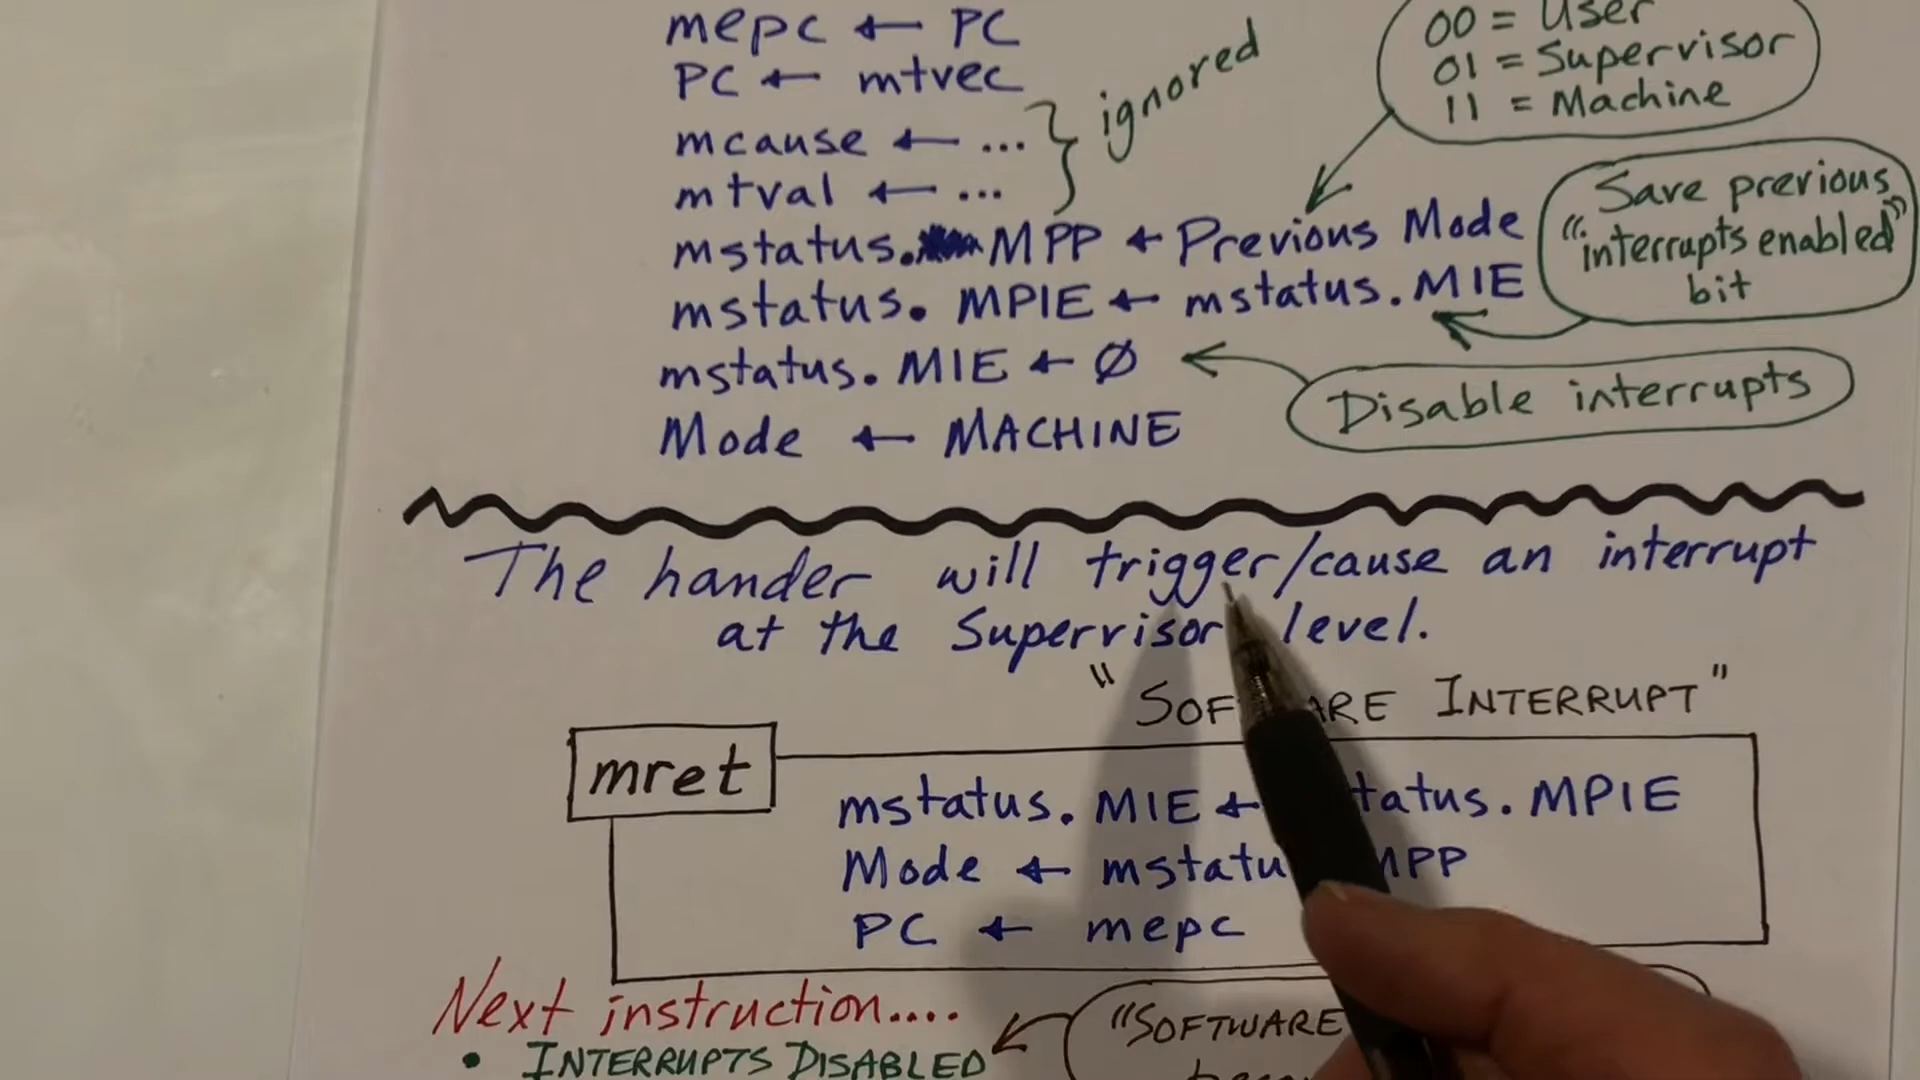 mepc ← PC
PC ← mtvec
mcause ← ...
mtval ← ...
ignored
mstatus. MPP ← Previous Mode
mstatus. MPIE ← mstatus. MIE
mstatus. MIE ← Ø
Mode ← MACHINE
00 = User
01 = Supervisor
11 = Machine
Save previous
"interrupts enabled"
bit
Disable interrupts
The hander will trigger/cause an interrupt
at the Supervisor level.
"SOFTWARE INTERRUPT"
mret
mstatus. MIE ← tatus. MPIE
Mode ← mstatu MPP
PC ← mepc
Next instruction....
• INTERRUPTS DISABLED
"SOFTWARE